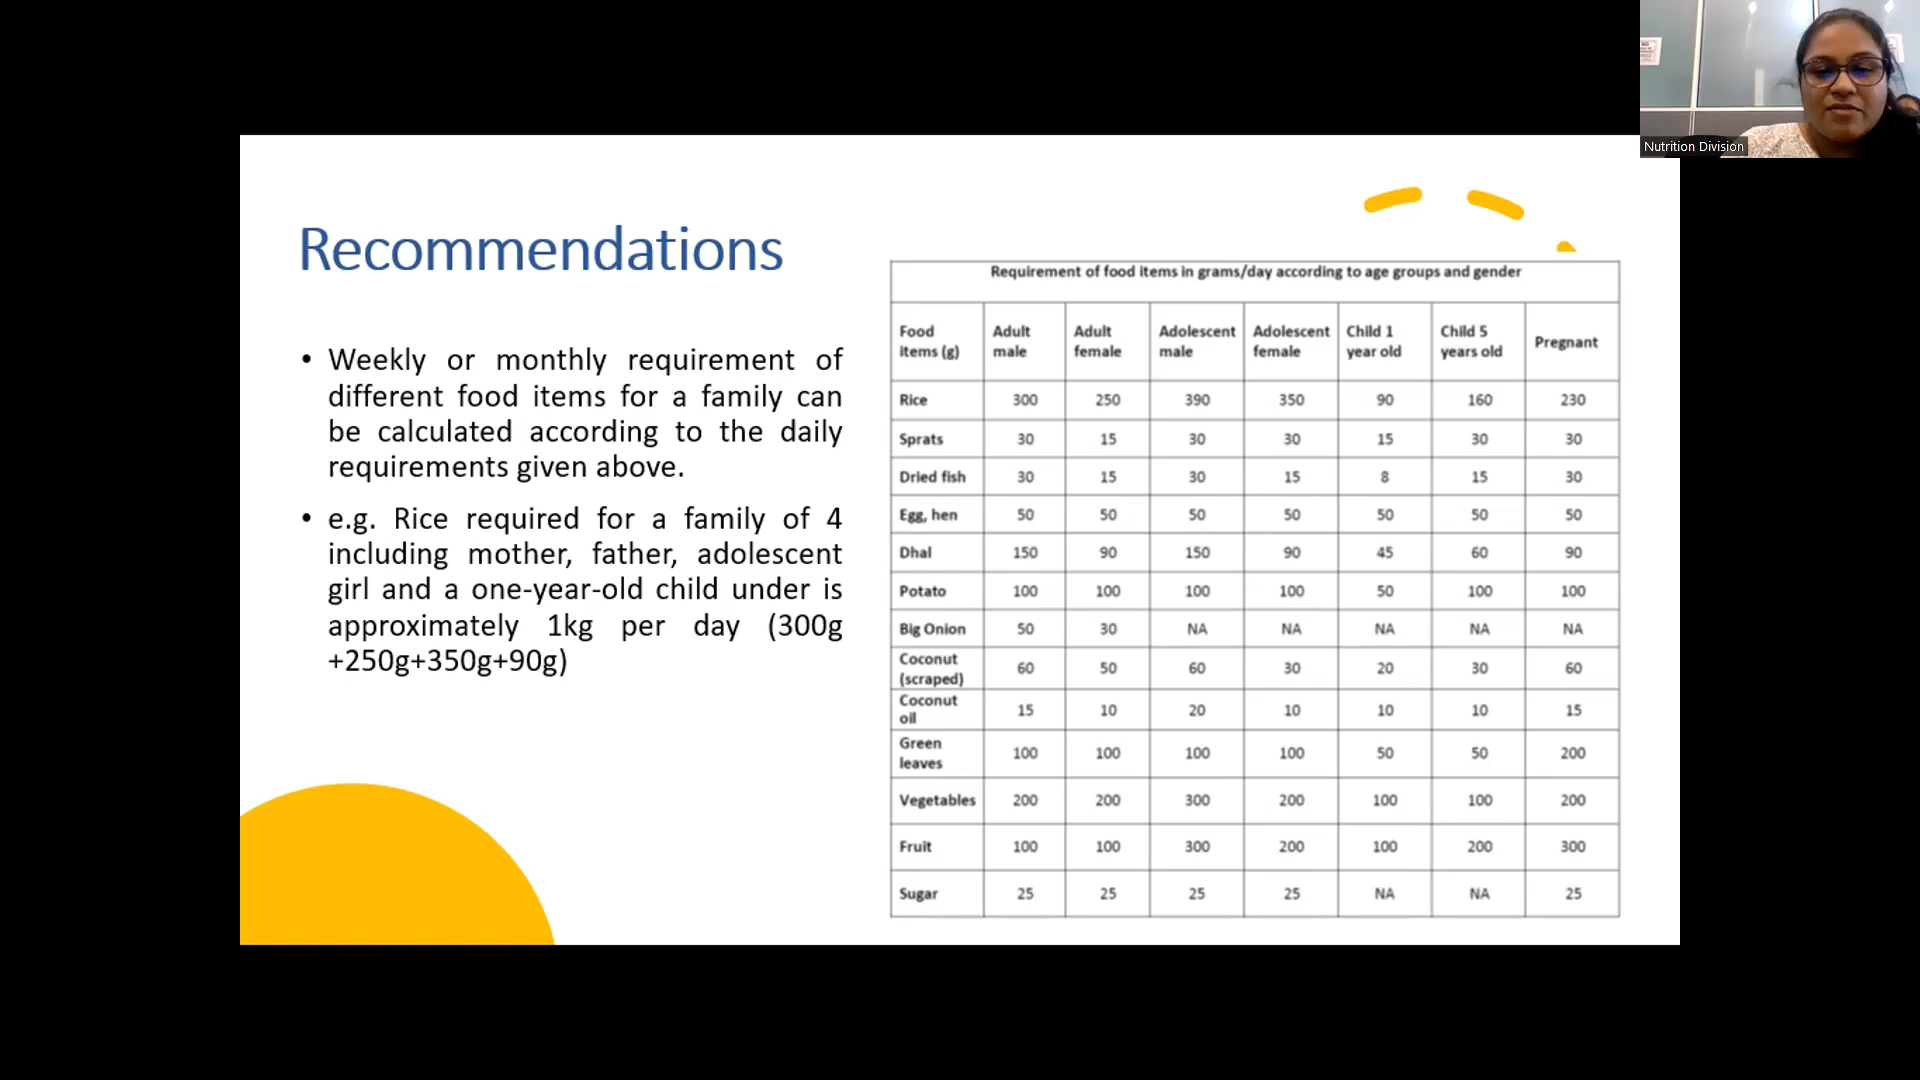 Nutrition Division
Recommendations
• Weekly or monthly requirement of
different food items for a family can
be calculated according to the daily
requirements given above.
• e.g. Rice required for a family of 4
including mother, father, adolescent
girl and a one-year-old child under is
approximately 1kg per day (300g
+250g+350g+90g)
Requirement of food items in grams/day according to age groups and gender
Food items (g) Adult male Adult female Adolescent male Adolescent female Child 1 year old Child 5 years old Pregnant
Rice 300 250 390 350 90 160 230
Sprats 30 15 30 30 15 30 30
Dried fish 30 15 30 15 8 15 30
Egg, hen 50 50 50 50 50 50 50
Dhal 150 90 150 90 45 60 90
Potato 100 100 100 100 50 100 100
Big Onion 50 30 NA NA NA NA NA
Coconut (scraped) 60 50 60 30 20 30 60
Coconut oil 15 10 20 10 10 10 15
Green leaves 100 100 100 100 50 50 200
Vegetables 200 200 300 200 100 100 200
Fruit 100 100 300 200 100 200 300
Sugar 25 25 25 25 NA NA 25